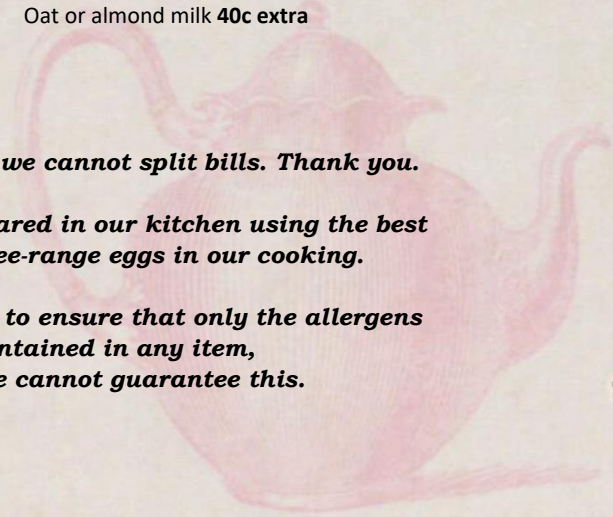 Oat or almond milk 40c extra
we cannot split bills. Thank you.
ared in our kitchen using the best
ee-range eggs in our cooking.
to ensure that only the allergens
ntained in any item,
e cannot guarantee this.